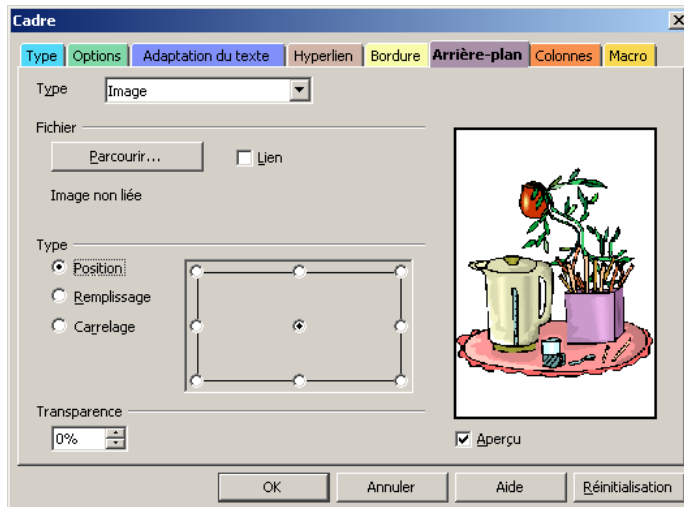 Cadre
Type Options Adaptation du texte Hyperlien Bordure Arrière-plan Colonnes Macro
Type Image
Fichier
Parcourir... Lien
Image non liée
Type
Position
Remplissage
Carrelage
Transparence
0%
Aperçu
OK Annuler Aide Réinitialisation